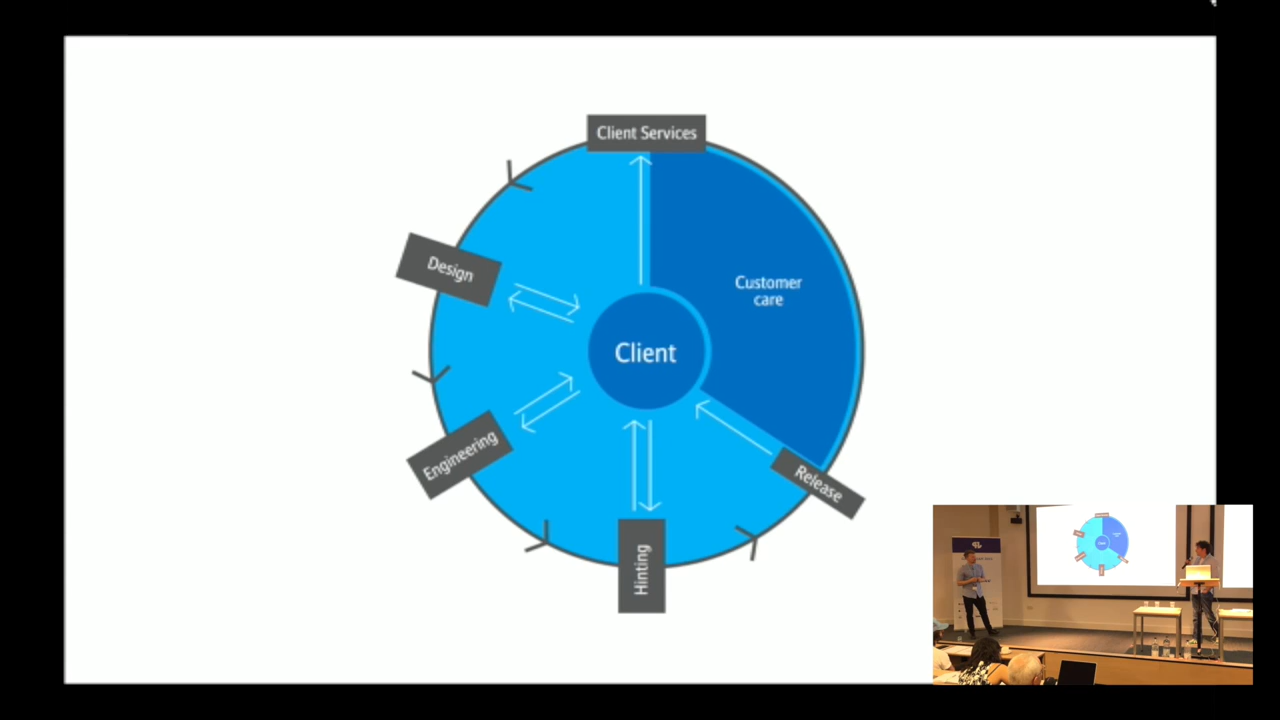 Client Services
Design
Customer
care
Client
Engineering
Release
Hinting